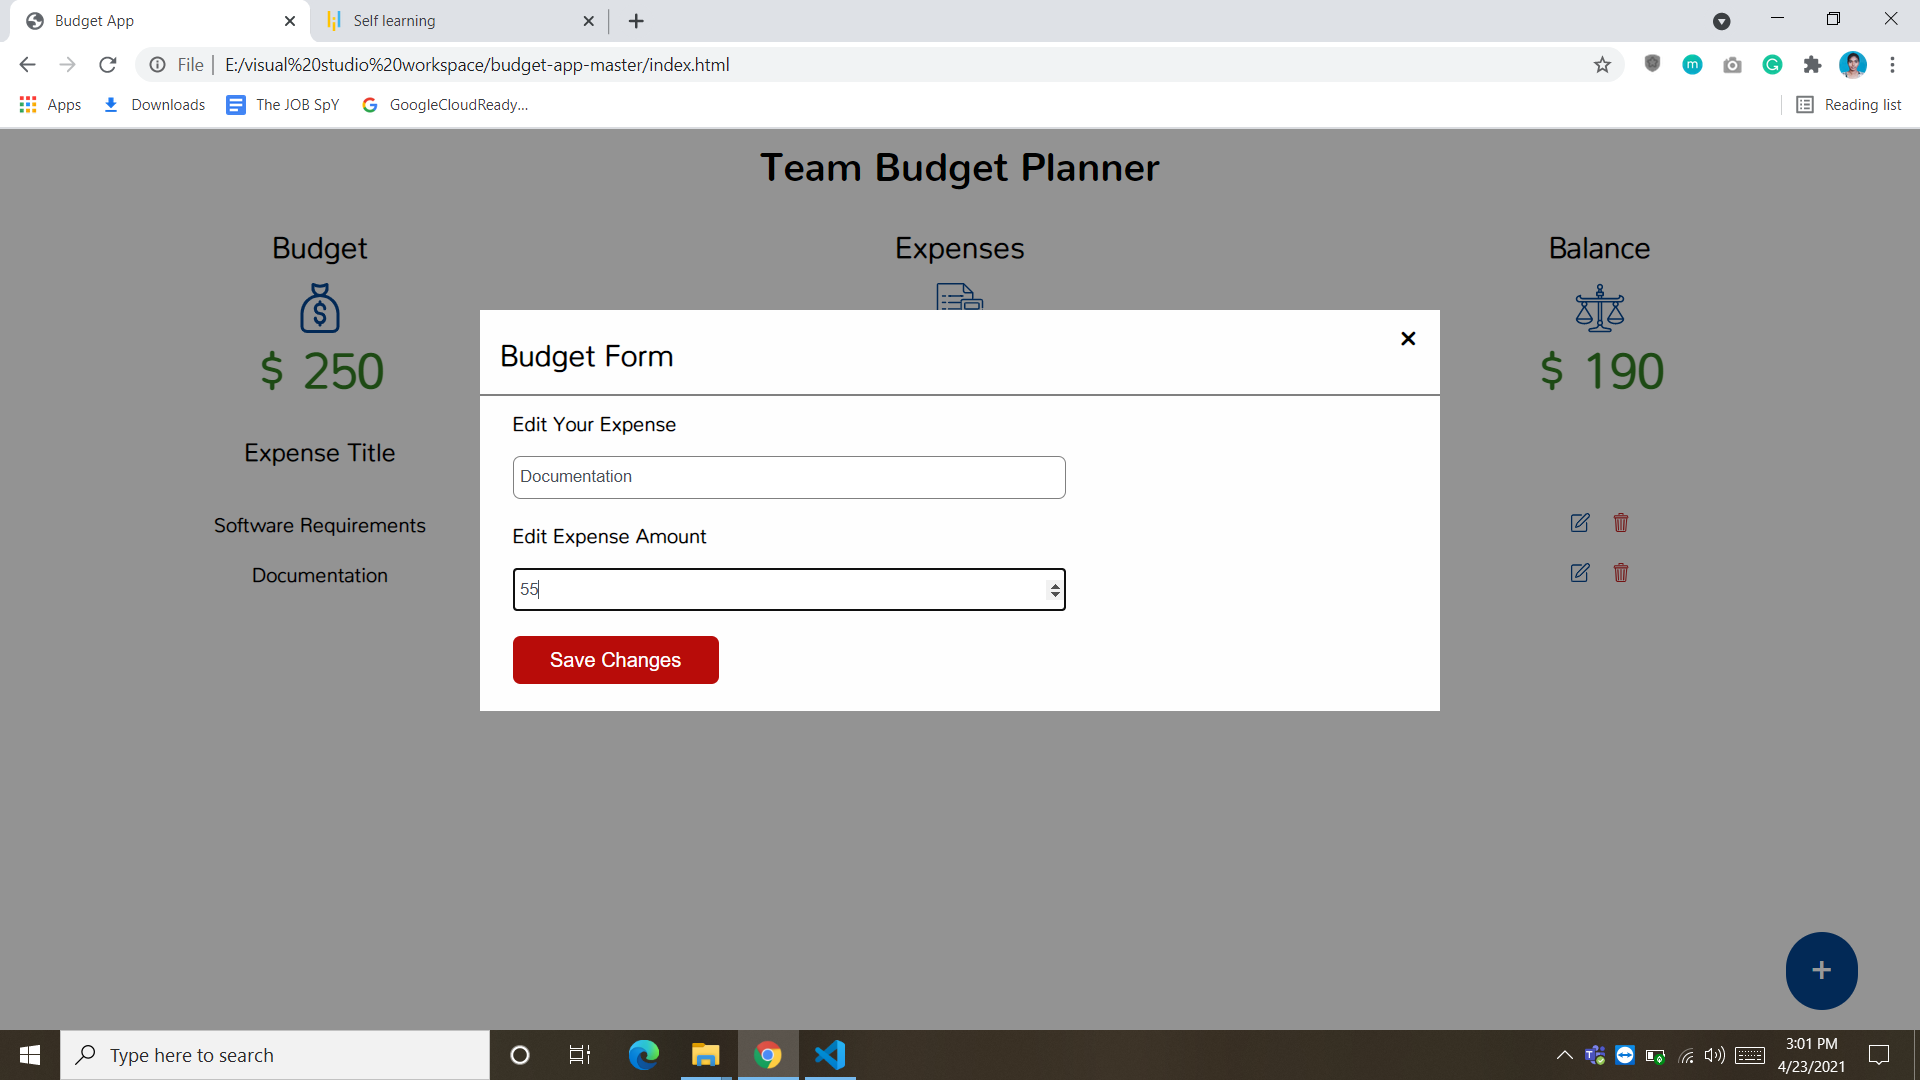 Budget App
Self learning
File
E:/visual%20studio%20workspace/budget-app-master/index.html
Apps
Downloads
The JOB SpY
GoogleCloudReady...
Reading list
Team Budget Planner
Budget
Expenses
Balance
$ 250
$ 190
Budget Form
Edit Your Expense
Documentation
Edit Expense Amount
55
Save Changes
Expense Title
Software Requirements
Documentation
+
Type here to search
3:01 PM
4/23/2021